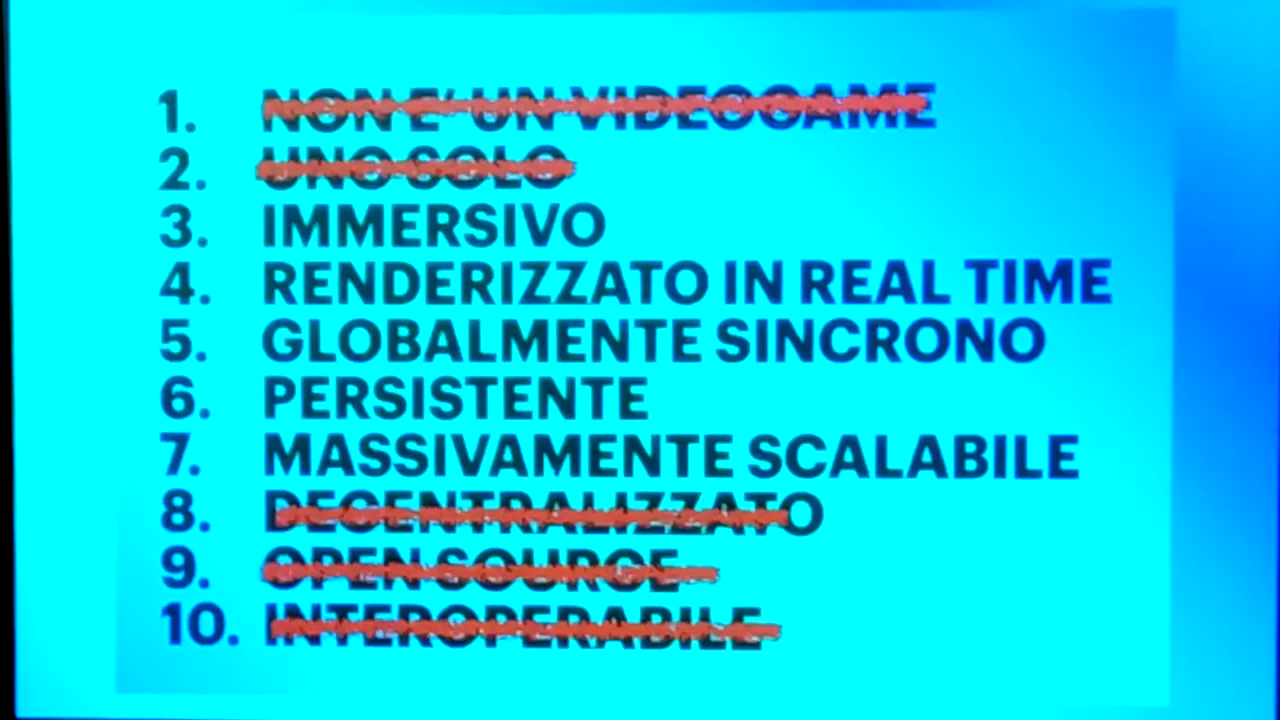 1. NON E' UN VIDEOGAME
2. UNO SOLO
3. IMMERSIVO
4. RENDERIZZATO IN REAL TIME
5. GLOBALMENTE SINCRONO
6. PERSISTENTE
7. MASSIVAMENTE SCALABILE
8. DECENTRALIZZATO
9. OPEN SOURCE
10. INTEROPERABILE